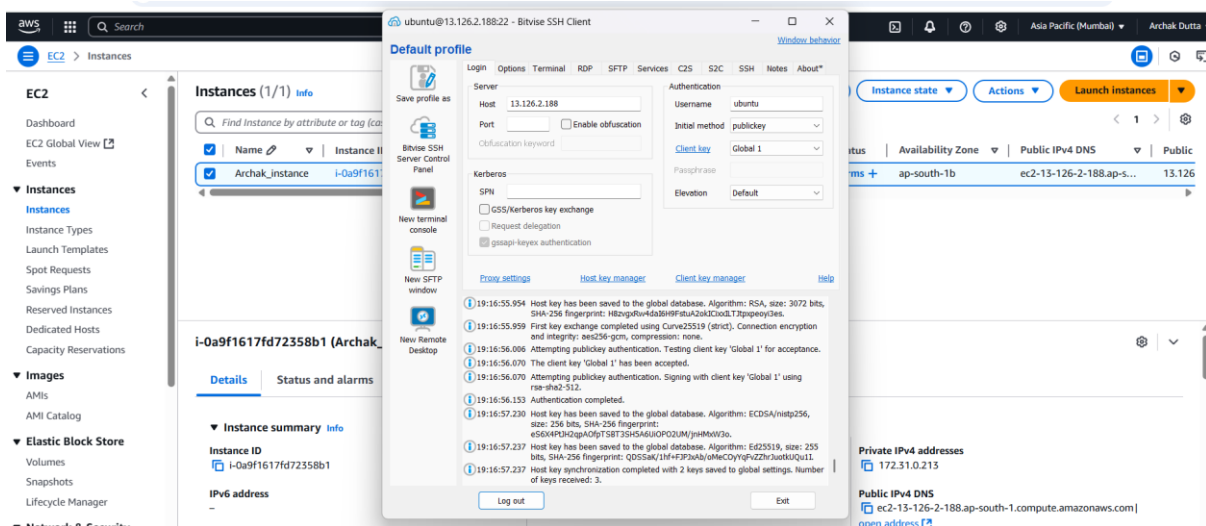 aws
Search
Asia Pacific (Mumbai)
Archak Dutta
EC2 > Instances
EC2
Dashboard
EC2 Global View
Events
Instances
Instances
Instance Types
Launch Templates
Spot Requests
Savings Plans
Reserved Instances
Dedicated Hosts
Capacity Reservations
Images
AMIs
AMI Catalog
Elastic Block Store
Volumes
Snapshots
Lifecycle Manager
Instances (1/1) Info
Find Instance by attribute or tag (cas
Name
Instance I
Archak_instance
i-0a9f1617
Instance state
Actions
Launch instances
1
tus
Availability Zone
Public IPv4 DNS
Public
ms +
ap-south-1b
ec2-13-126-2-188.ap-s...
13.126
i-0a9f1617fd72358b1 (Archak_
Details
Status and alarms
Instance summary Info
Instance ID
i-0a9f1617fd72358b1
IPv6 address
–
Private IPv4 addresses
172.31.0.213
Public IPv4 DNS
ec2-13-126-2-188.ap-south-1.compute.amazonaws.com |
open address
ubuntu@13.126.2.188:22 - Bitvise SSH Client
Default profile
Window behavior
Save profile as
Bitvise SSH
Server Control
Panel
New terminal
console
New SFTP
window
New Remote
Desktop
Login Options Terminal RDP SFTP Services C2S S2C SSH Notes About*
Server
Host 13.126.2.188
Port
Enable obfuscation
Obfuscation keyword
Kerberos
SPN
GSS/Kerberos key exchange
Request delegation
gssapi-keyex authentication
Authentication
Username ubuntu
Initial method publickey
Client key Global 1
Passphrase
Elevation Default
Proxy settings Host key manager Client key manager Help
19:16:55.954 Host key has been saved to the global database. Algorithm: RSA, size: 3072 bits,
SHA-256 fingerprint:
19:16:55.959 First key exchange completed using Curve25519 (strict). Connection encryption
and integrity: aes256-gcm, compression: none.
19:16:56.006 Attempting publickey authentication. Testing client key 'Global 1' for acceptance.
19:16:56.070 The client key 'Global 1' has been accepted.
19:16:56.070 Attempting publickey authentication. Signing with client key 'Global 1' using
rsa-sha2-512.
19:16:56.153 Authentication completed.
19:16:57.230 Host key has been saved to the global database. Algorithm: ECDSA/nistp256,
size: 256 bits, SHA-256 fingerprint:
19:16:57.237 Host key has been saved to the global database. Algorithm: Ed25519, size: 255
bits, SHA-256 fingerprint:
19:16:57.237 Host key synchronization completed with 2 keys saved to global settings. Number
of keys received: 3.
Log out
Exit